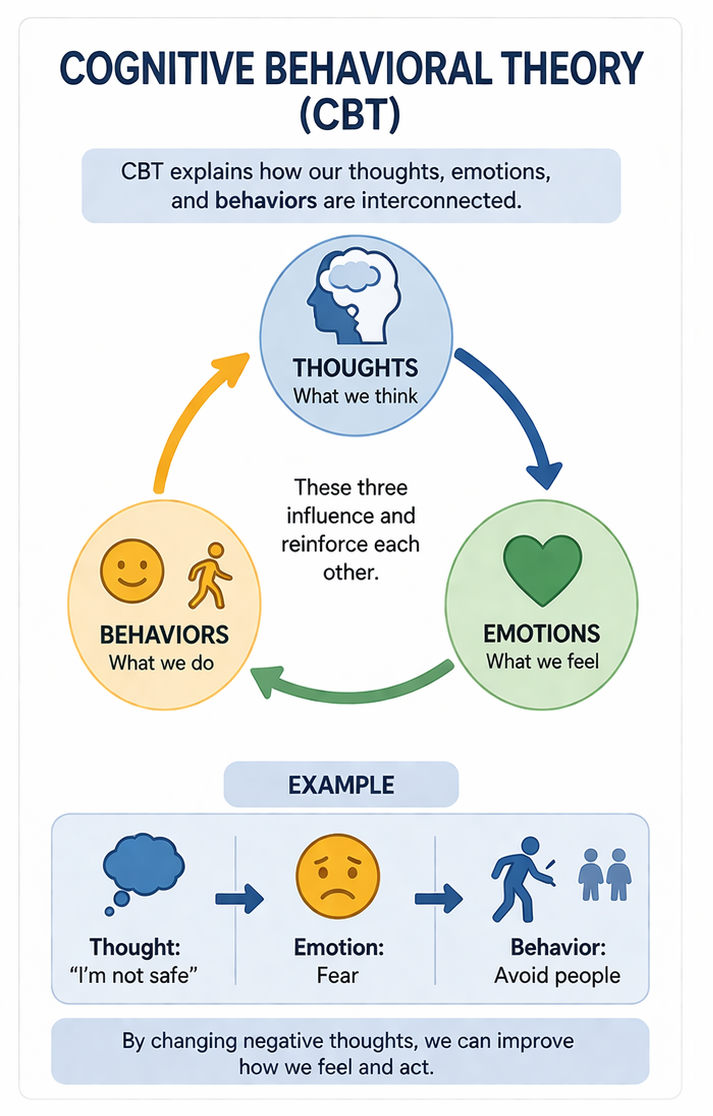 COGNITIVE BEHAVIORAL THEORY
(CBT)
CBT explains how our thoughts, emotions,
and behaviors are interconnected.
THOUGHTS
What we think
These three
influence and
reinforce each
other.
BEHAVIORS
What we do
EMOTIONS
What we feel
EXAMPLE
Thought:
“I’m not safe”
Emotion:
Fear
Behavior:
Avoid people
By changing negative thoughts, we can improve
how we feel and act.